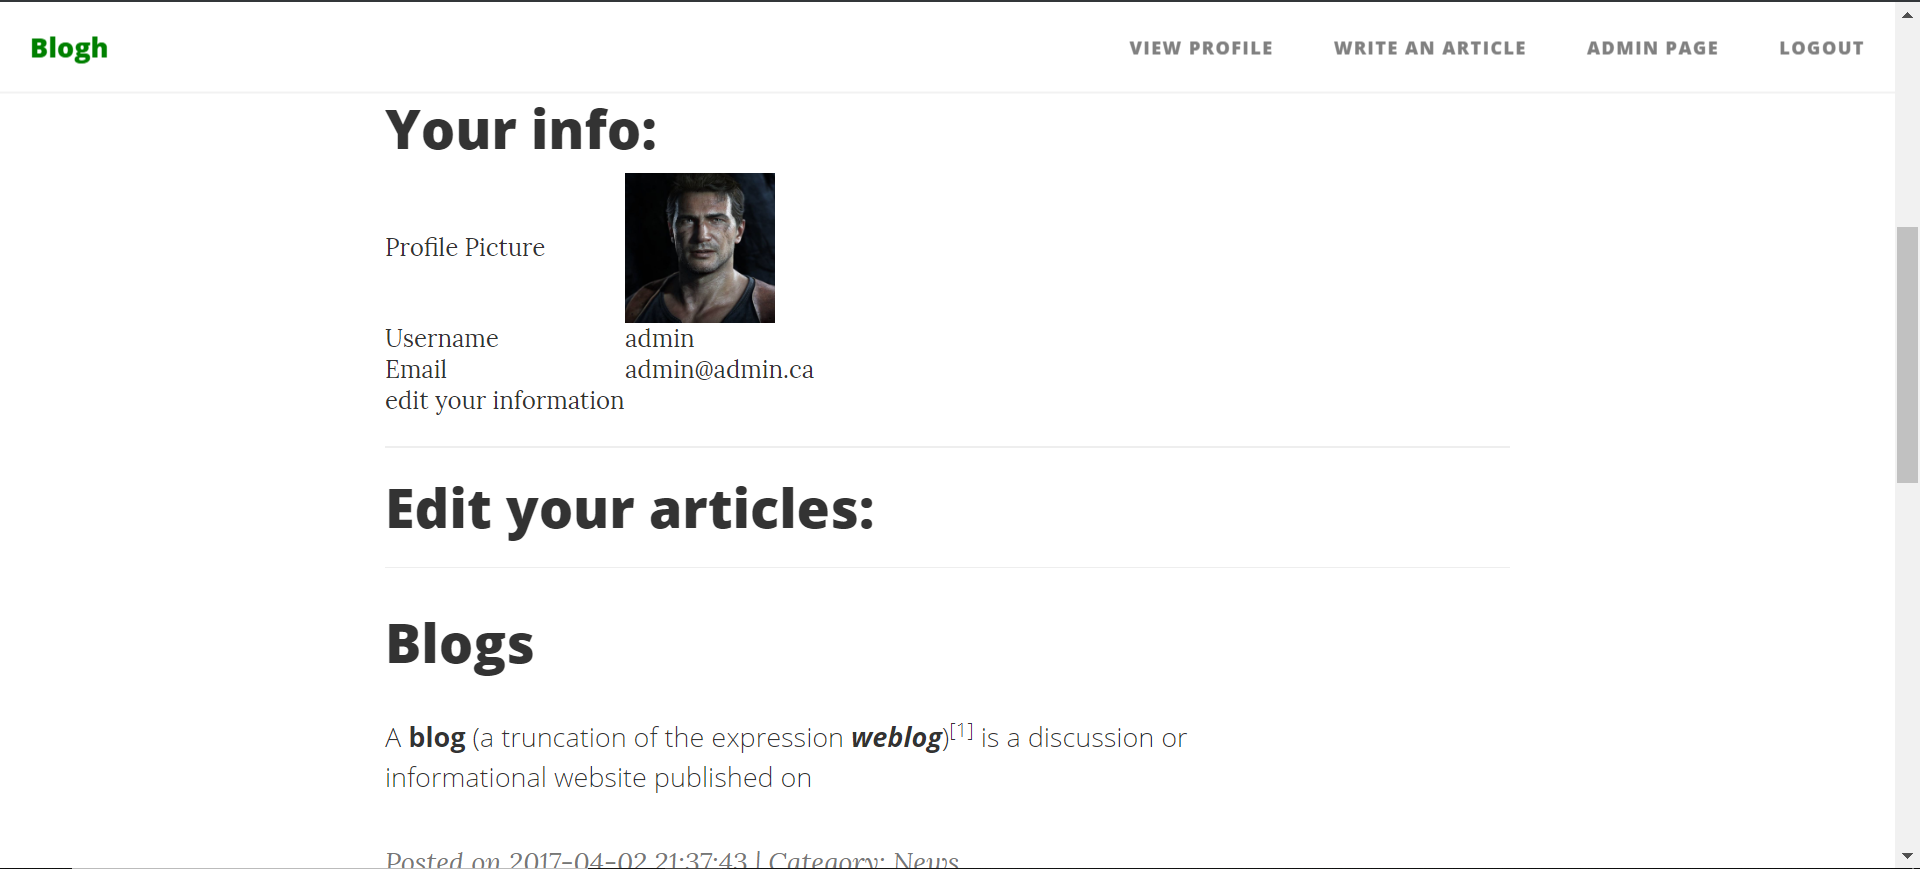 Blogh
VIEW PROFILE WRITE AN ARTICLE ADMIN PAGE LOGOUT
Your info:
Profile Picture
Username admin
Email admin@admin.ca
edit your information
Edit your articles:
Blogs
A blog (a truncation of the expression weblog)[1] is a discussion or
informational website published on
Posted on 2017-04-02 21:37:43 | Category: News